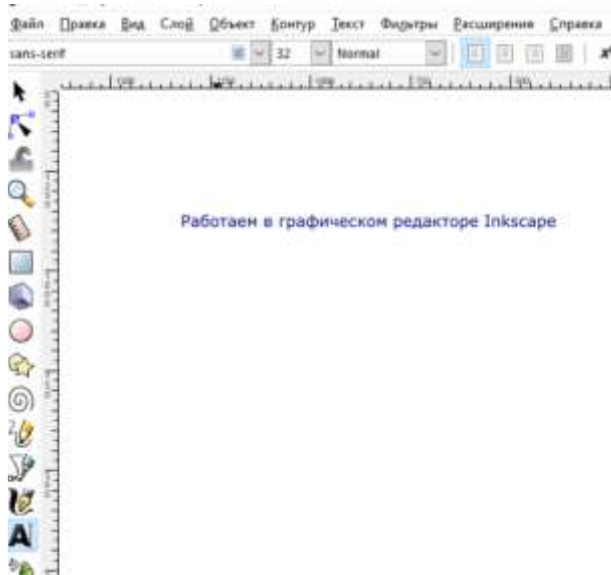 Файл Правка Вид Слой Объект Контур Текст Фильтры Расширения Справка
sans-serif 32 Normal
Работаем в графическом редакторе Inkscape